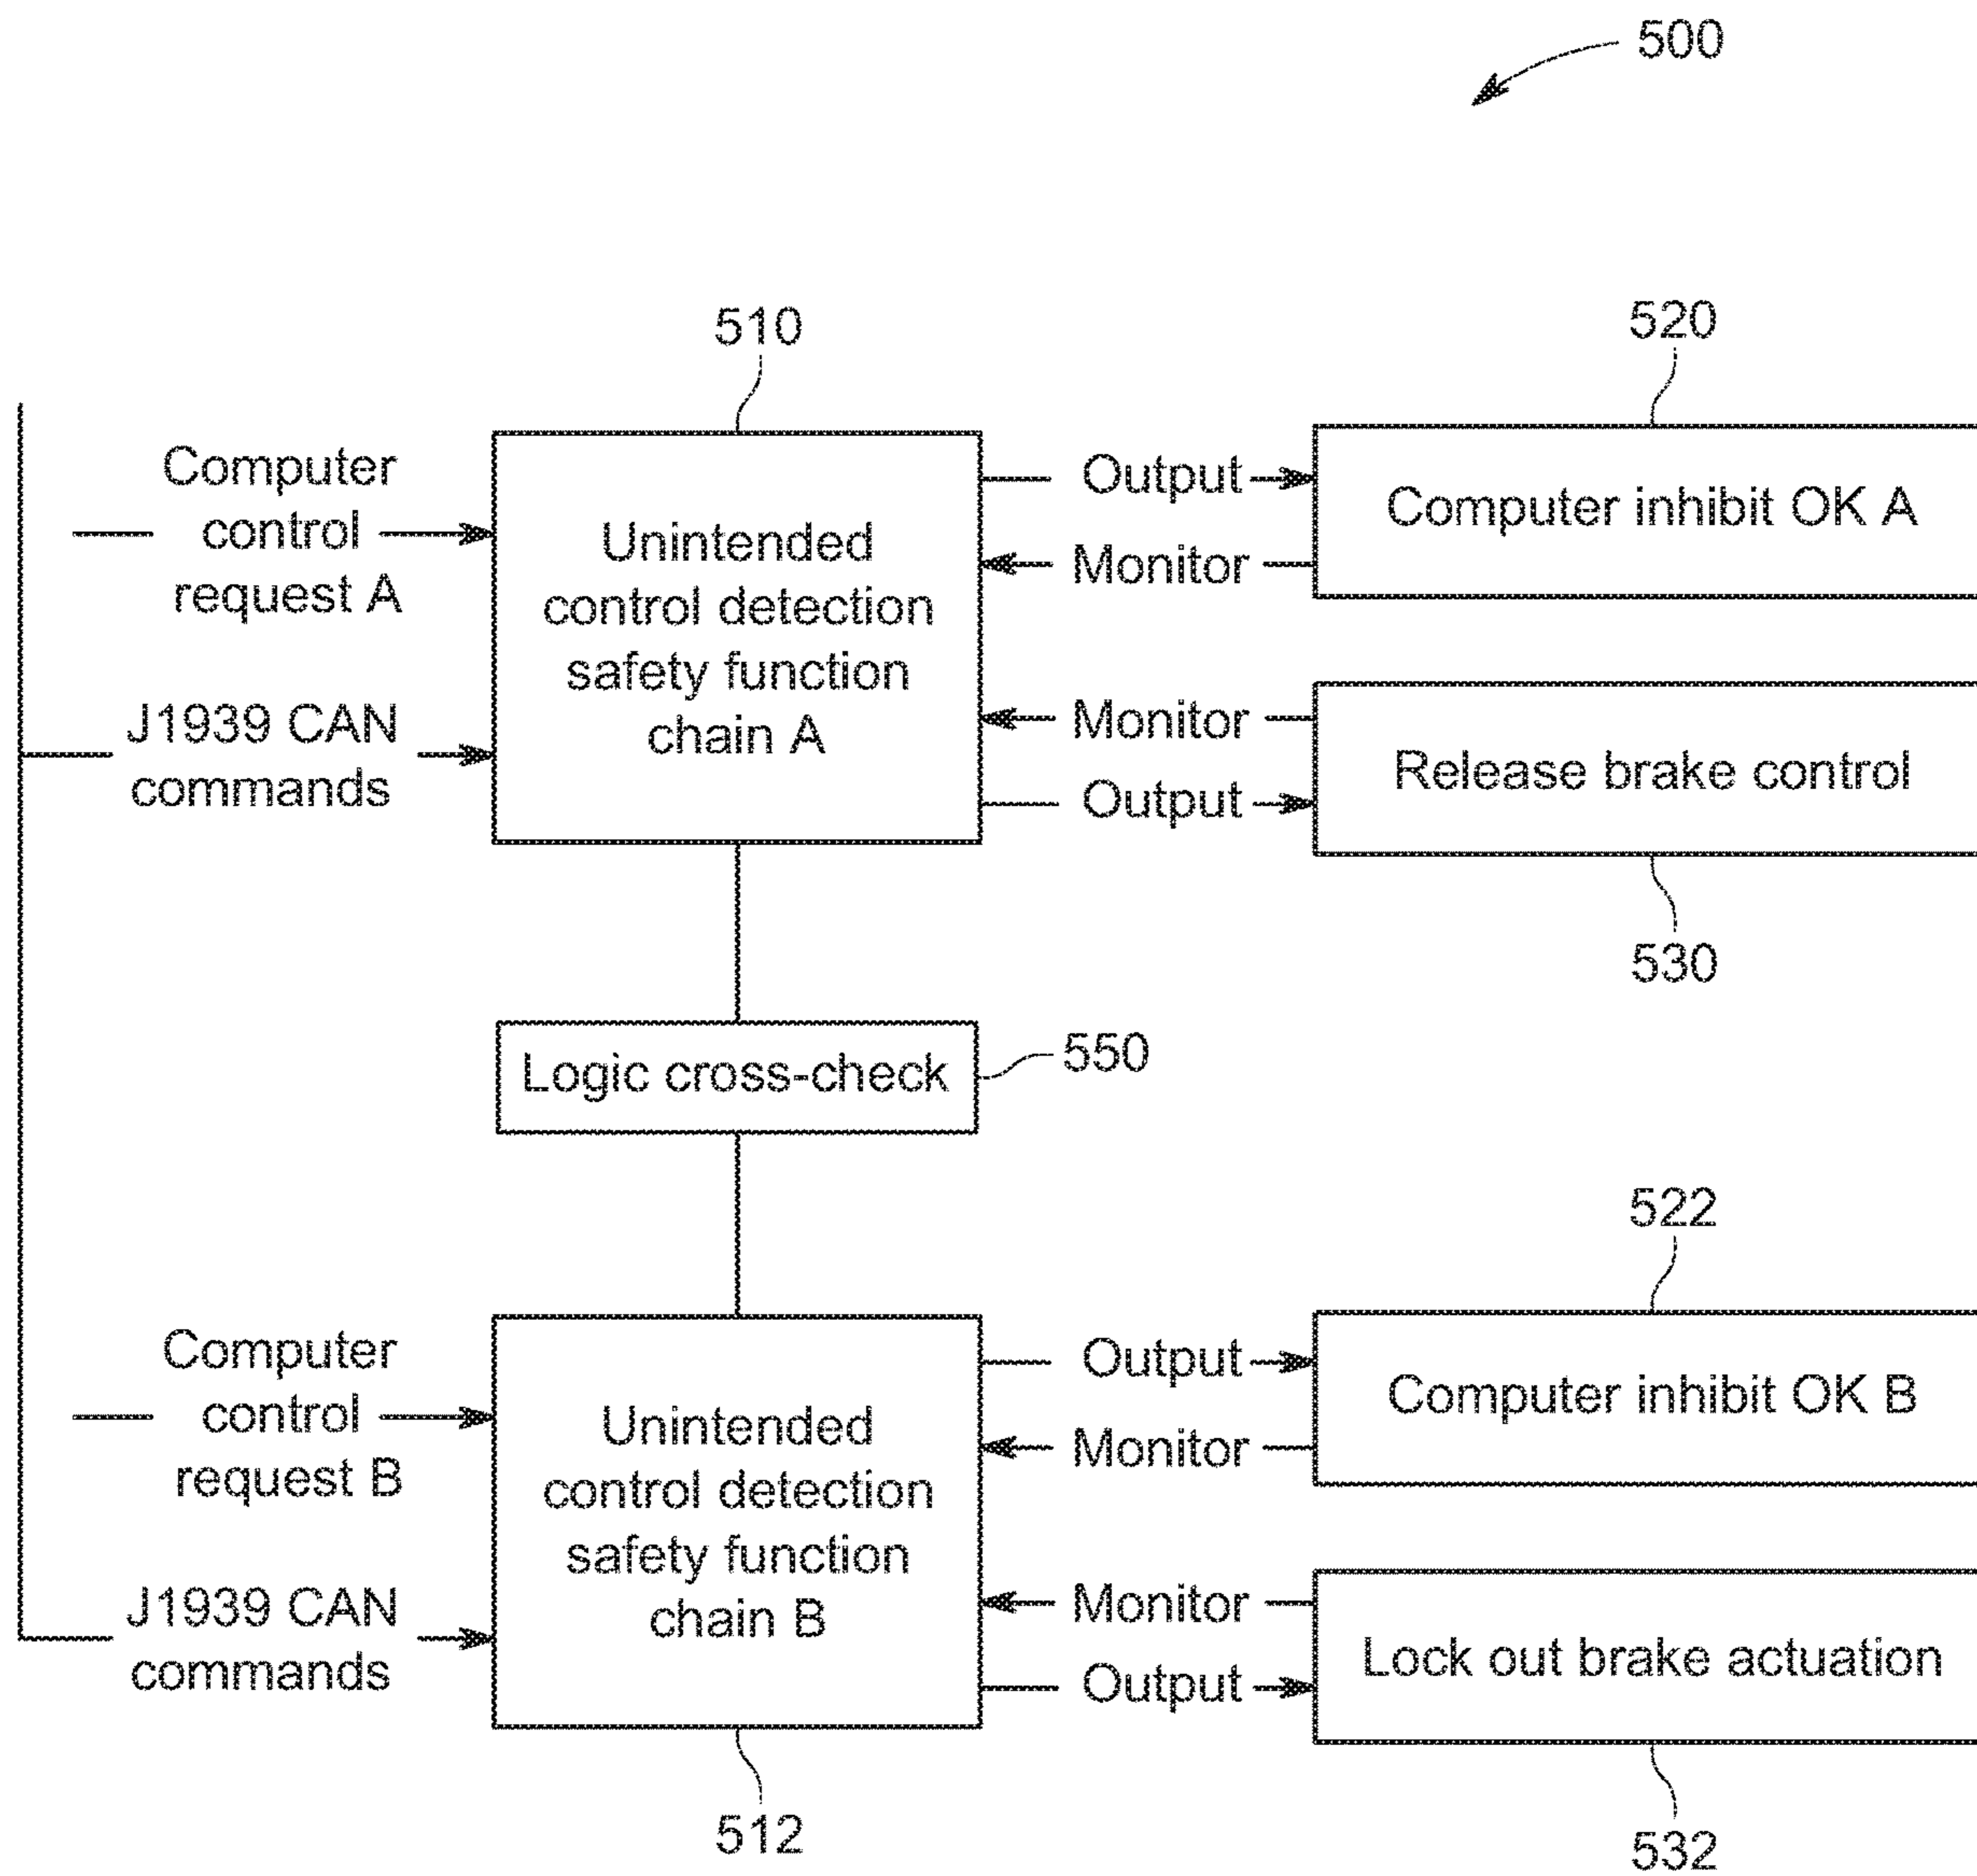 500
510
520
Computer
control
request A
J1939 CAN
commands
Unintended
control detection
safety function
chain A
Output
Monitor
Monitor
Output
Computer inhibit OK A
Release brake control
530
Logic cross-check
550
522
Computer
control
request B
J1939 CAN
commands
Unintended
control detection
safety function
chain B
Output
Monitor
Monitor
Output
Computer inhibit OK B
Lock out brake actuation
512
532